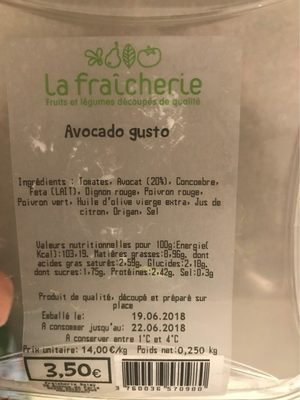 la fraîcherie
Fruits et légumes découpés de qualité
Avocado gusto
Ingrédients : Tomates, Avocat (20%), Concombre,
Feta (LAIT), Oignon rouge, Poivron rouge,
Poivron vert, Huile d'olive vierge extra, Jus de
citron, Origan, Sel
Valeurs nutritionnelles pour 100g:Energie(
Kcal):103,19. Matières grasses:8,96g. dont
acides gras saturés:2,59g. Glucides:2,18g.
dont sucres:1,75g. Protéines:2,42g. Sel:0,3g
Produit de qualité, découpé et préparé sur
place
Emballé le: 19.06.2018
A consommer jusqu'au: 22.06.2018
A conserver entre 1°C et 4°C
Prix unitaire: 14,00€/kg Poids net:0,250 kg
3,50€
3 760036 570900